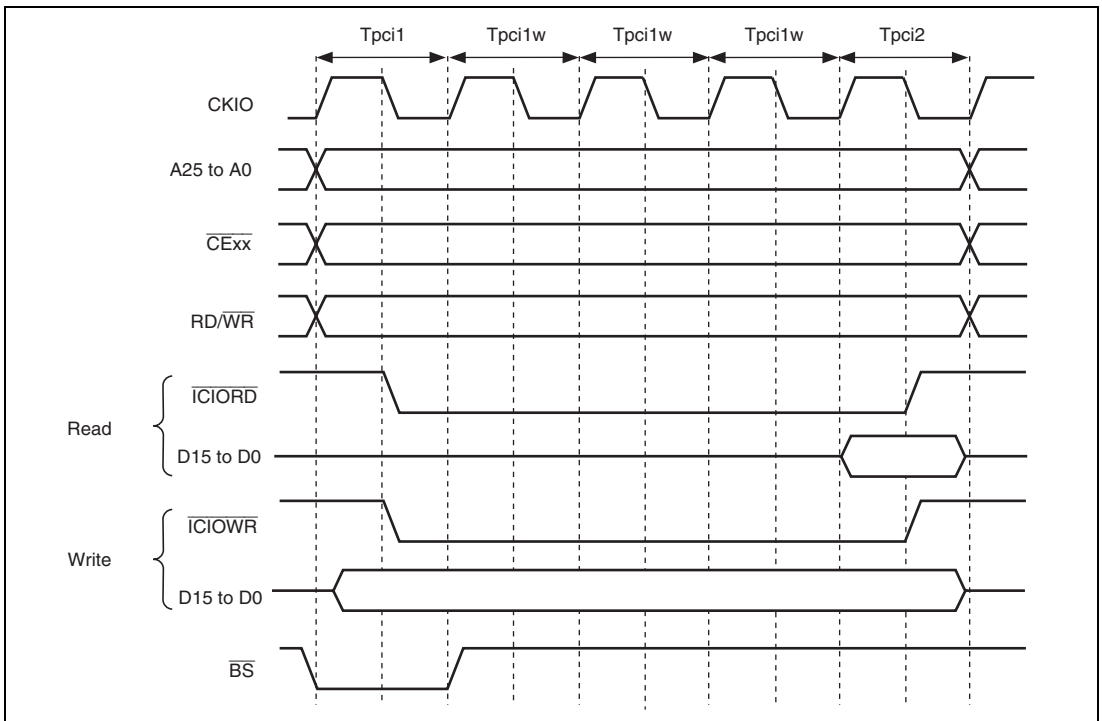 Tpci1 Tpci1w Tpci1w Tpci1w Tpci2
CKIO
A25 to A0
CExx
RD/WR
ICIORD
Read
D15 to D0
ICIOWR
Write
D15 to D0
BS